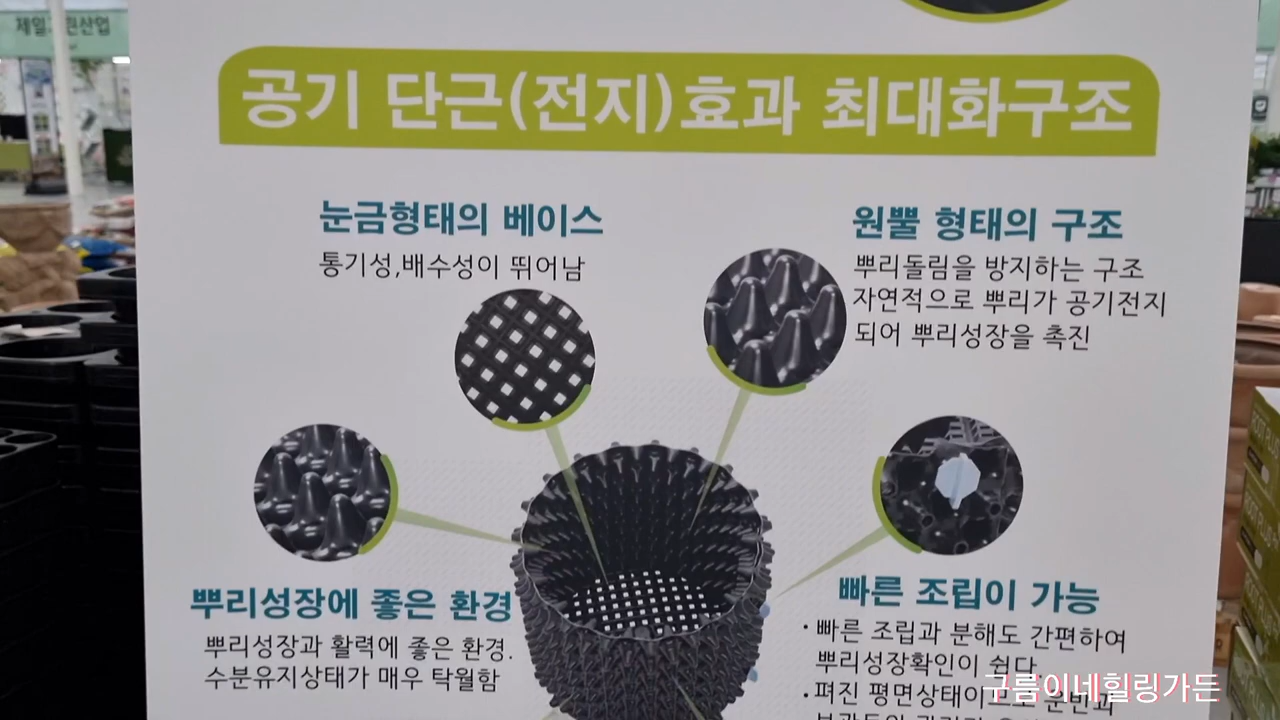 공기 단근(전지)효과 최대화구조
눈금형태의 베이스
통기성,배수성이 뛰어남
원뿔 형태의 구조
뿌리돌림을 방지하는 구조
자연적으로 뿌리가 공기전지
되어 뿌리성장을 촉진
뿌리성장에 좋은 환경
뿌리성장과 활력에 좋은 환경.
수분유지상태가 매우 탁월함
빠른 조립이 가능
· 빠른 조립과 분해도 간편하여
뿌리성장확인이 쉽다.
· 펴진 평면상태이므로 운반과
구름이네힐링가든